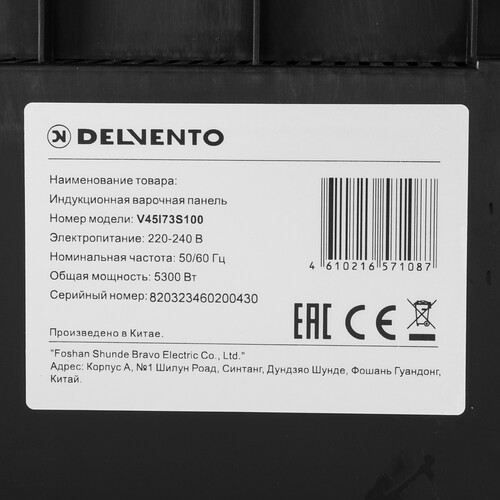 DELVENTO
Наименование товара:
Индукционная варочная панель
Номер модели: V45I73S100
Электропитание: 220-240 В
Номинальная частота: 50/60 Гц
Общая мощность: 5300 Вт
Серийный номер: 820323460200430
4 610216 571087
EAC CE
Произведено в Китае.
"Foshan Shunde Bravo Electric Co., Ltd."
Адрес: Корпус А, №1 Шилун Роад, Синтанг, Дундзяо Шунде, Фошань Гуандонг,
Китай.